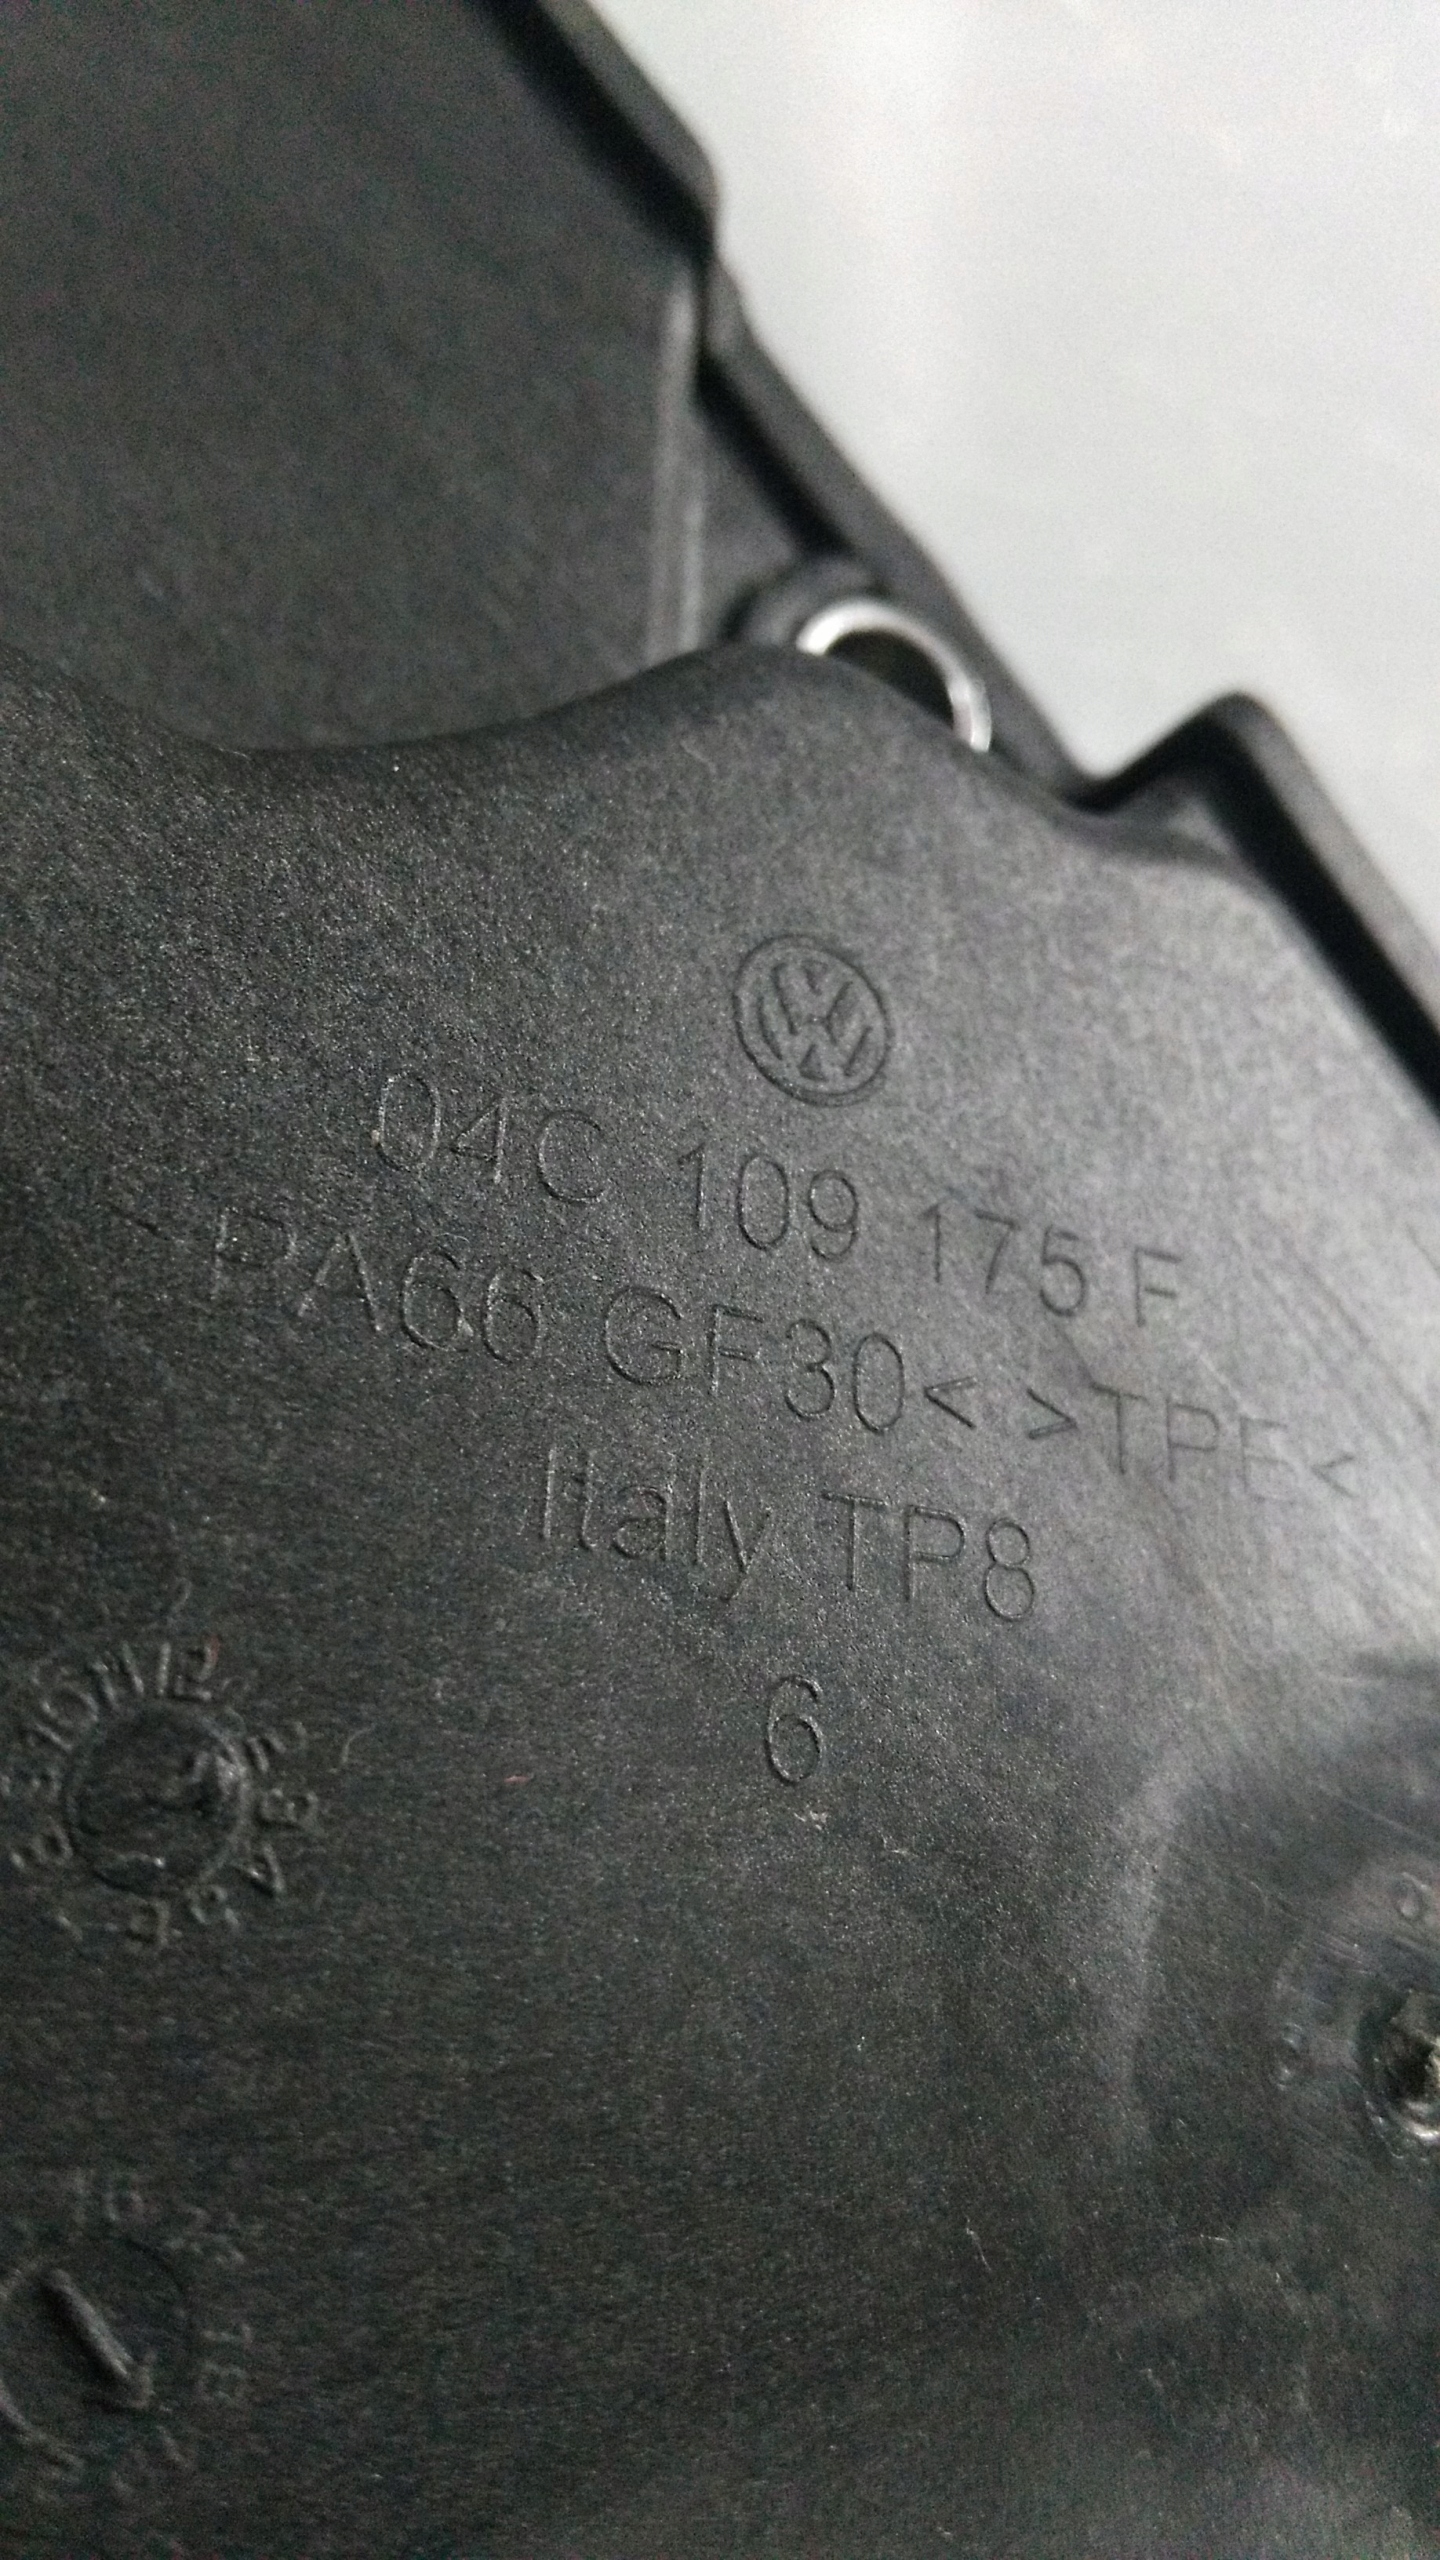 04C 109 175 F
>PA66 GF30< >TPE<
Italy TP8
6